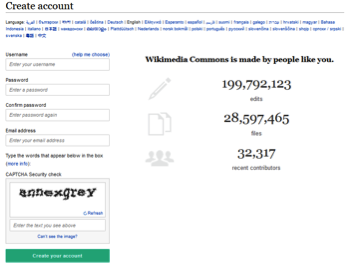 Create account
English
Username (help me choose)
Enter your username
Password
Enter a password
Confirm password
Enter password again
Email address
Enter your email address
Type the words that appear below in the box
(more info):
CAPTCHA Security check
annexgrey
Refresh
Enter the text you see above
Can't see the image?
Create your account
Wikimedia Commons is made by people like you.
199,792,123
edits
28,597,465
files
32,317
recent contributors